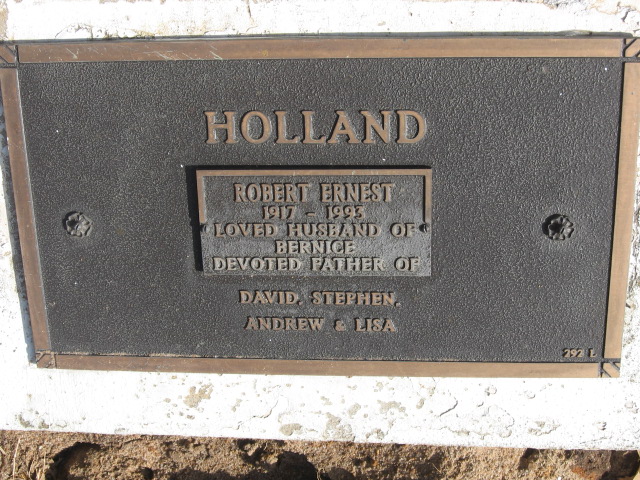 HOLLAND
ROBERT ERNEST
1917 - 1993
LOVED HUSBAND OF
BERNICE
DEVOTED FATHER OF
DAVID, STEPHEN,
ANDREW & LISA
292 L